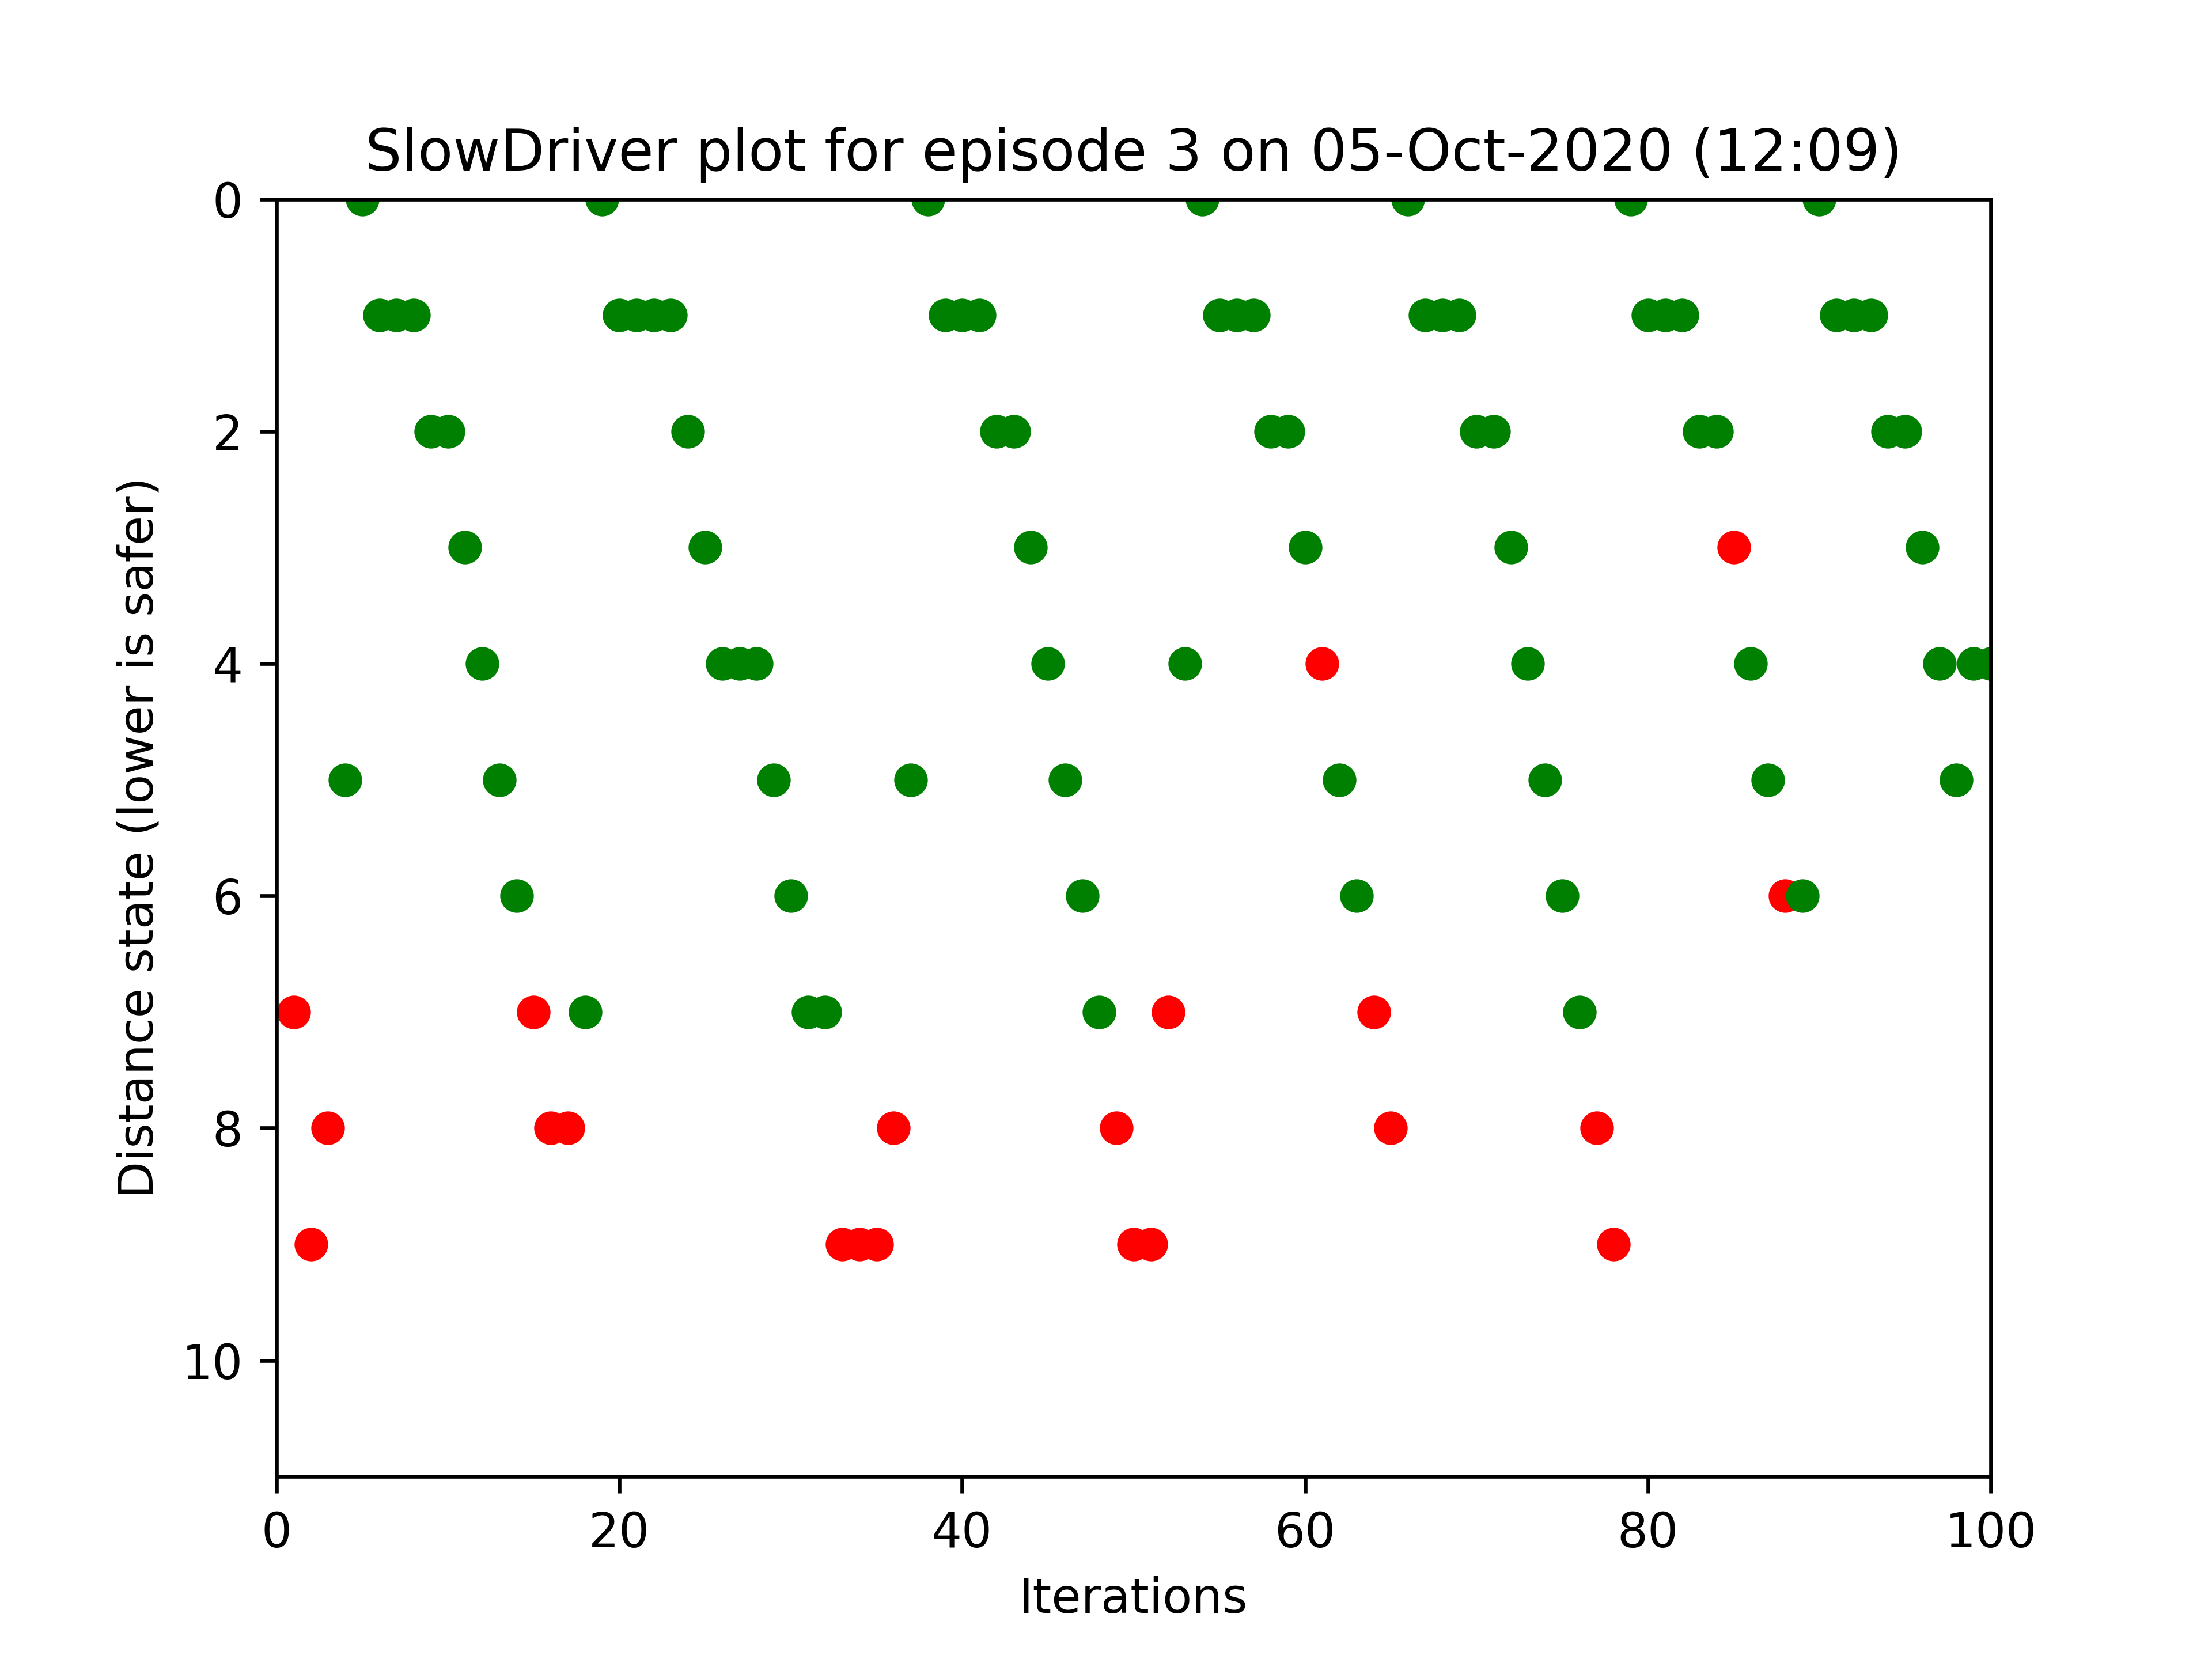 SlowDriver plot for episode 3 on 05-Oct-2020 (12:09)
Distance state (lower is safer)
0
2
4
6
8
10
0 20 40 60 80 100
Iterations